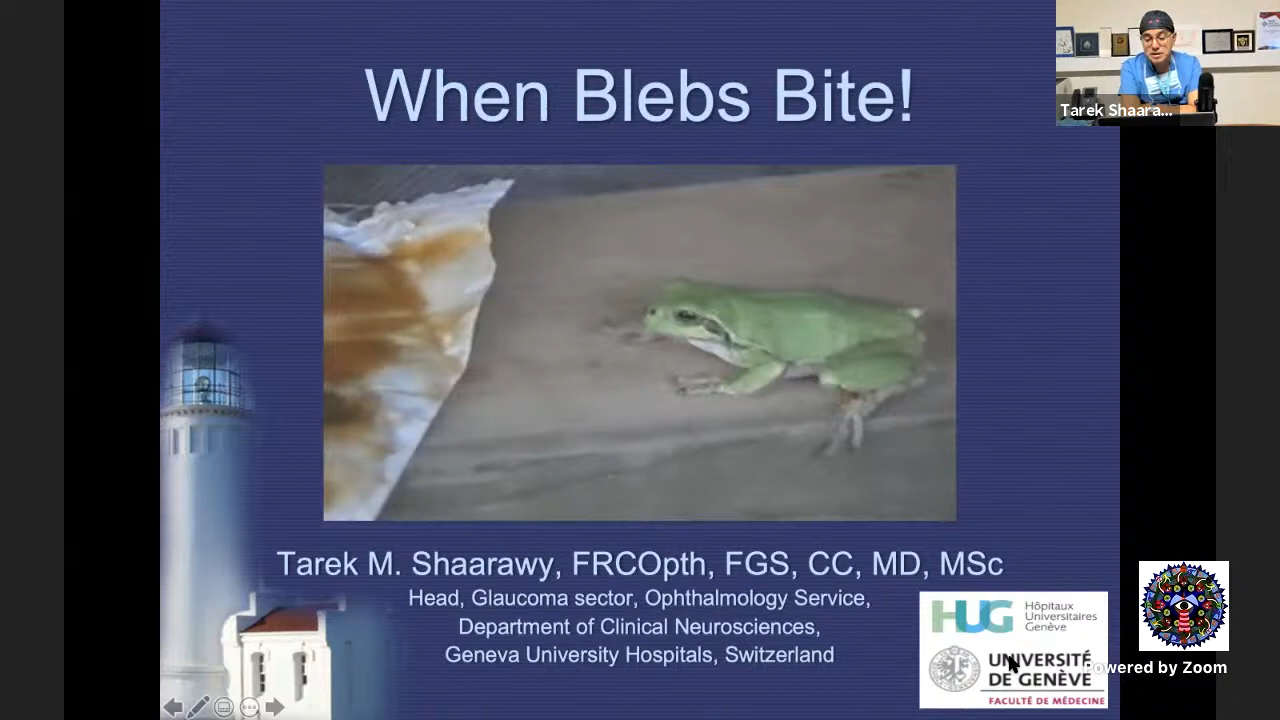 When Blebs Bite!
Tarek Shaara...
Tarek M. Shaarawy, FRCOpth, FGS, CC, MD, MSc
Head, Glaucoma sector, Ophthalmology Service,
Department of Clinical Neurosciences,
Geneva University Hospitals, Switzerland
HUG
Hôpitaux
Universitaires
Genève
UNIVERSITÉ
DE GENÈVE
FACULTÉ DE MÉDECINE
Powered by Zoom